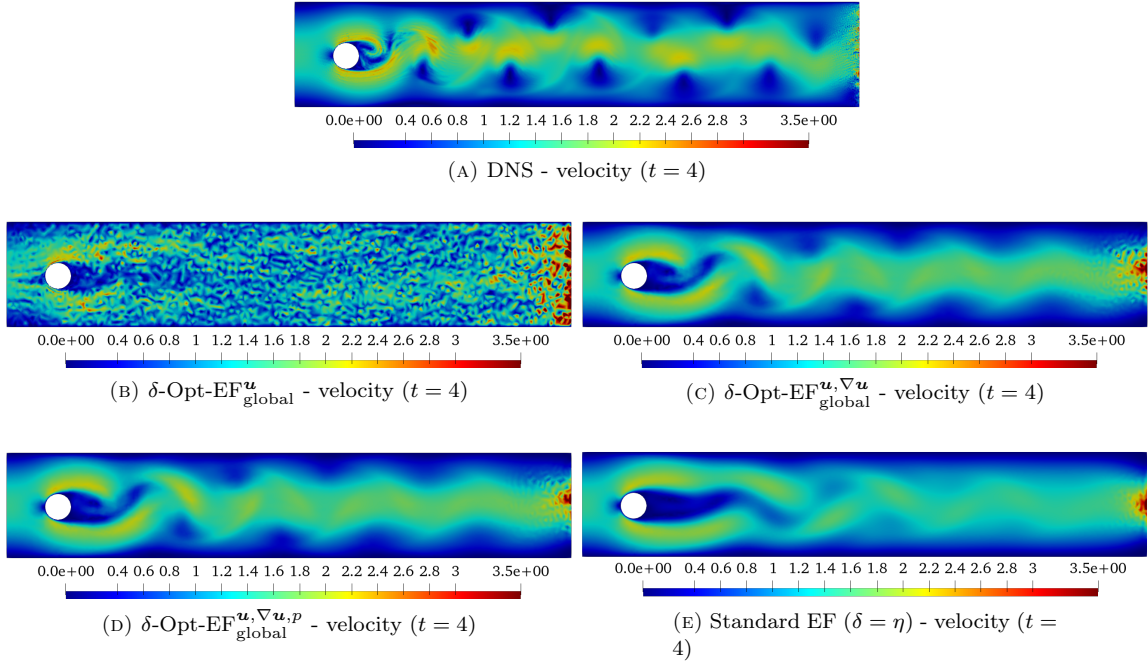 0.0e+00 0.4 0.6 0.8 1 1.2 1.4 1.6 1.8 2 2.2 2.4 2.6 2.8 3 3.5e+00
(A) DNS - velocity (t = 4)
0.0e+00 0.4 0.6 0.8 1 1.2 1.4 1.6 1.8 2 2.2 2.4 2.6 2.8 3 3.5e+00
(B) δ-Opt-EF^{𝒖}_{global} - velocity (t = 4)
0.0e+00 0.4 0.6 0.8 1 1.2 1.4 1.6 1.8 2 2.2 2.4 2.6 2.8 3 3.5e+00
(C) δ-Opt-EF^{𝒖,∇𝒖}_{global} - velocity (t = 4)
0.0e+00 0.4 0.6 0.8 1 1.2 1.4 1.6 1.8 2 2.2 2.4 2.6 2.8 3 3.5e+00
(D) δ-Opt-EF^{𝒖,∇𝒖,p}_{global} - velocity (t = 4)
0.0e+00 0.4 0.6 0.8 1 1.2 1.4 1.6 1.8 2 2.2 2.4 2.6 2.8 3 3.5e+00
(E) Standard EF (δ = η) - velocity (t =
4)